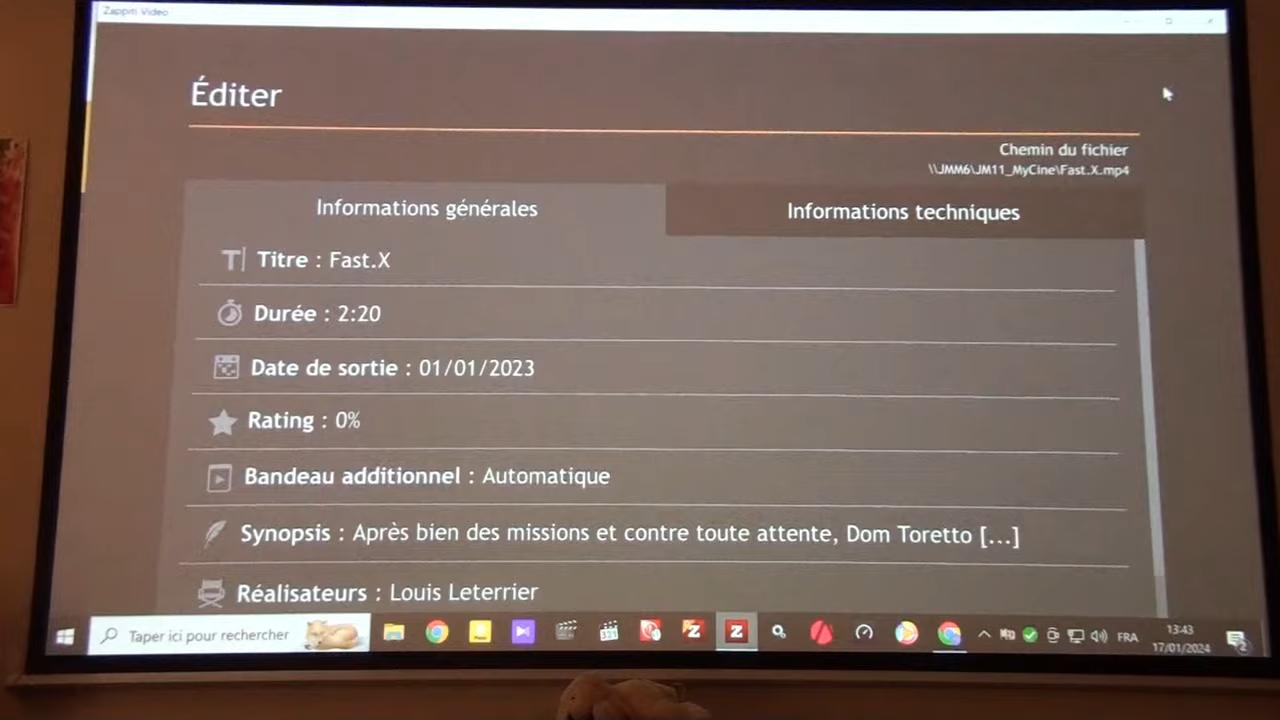 Zappiti Video
Éditer
Chemin du fichier
\\JMM6\JM11_MyCine\Fast.X.mp4
Informations générales
Informations techniques
Titre : Fast.X
Durée : 2:20
Date de sortie : 01/01/2023
Rating : 0%
Bandeau additionnel : Automatique
Synopsis : Après bien des missions et contre toute attente, Dom Toretto [...]
Réalisateurs : Louis Leterrier
Taper ici pour rechercher
FRA
13:43
17/01/2024